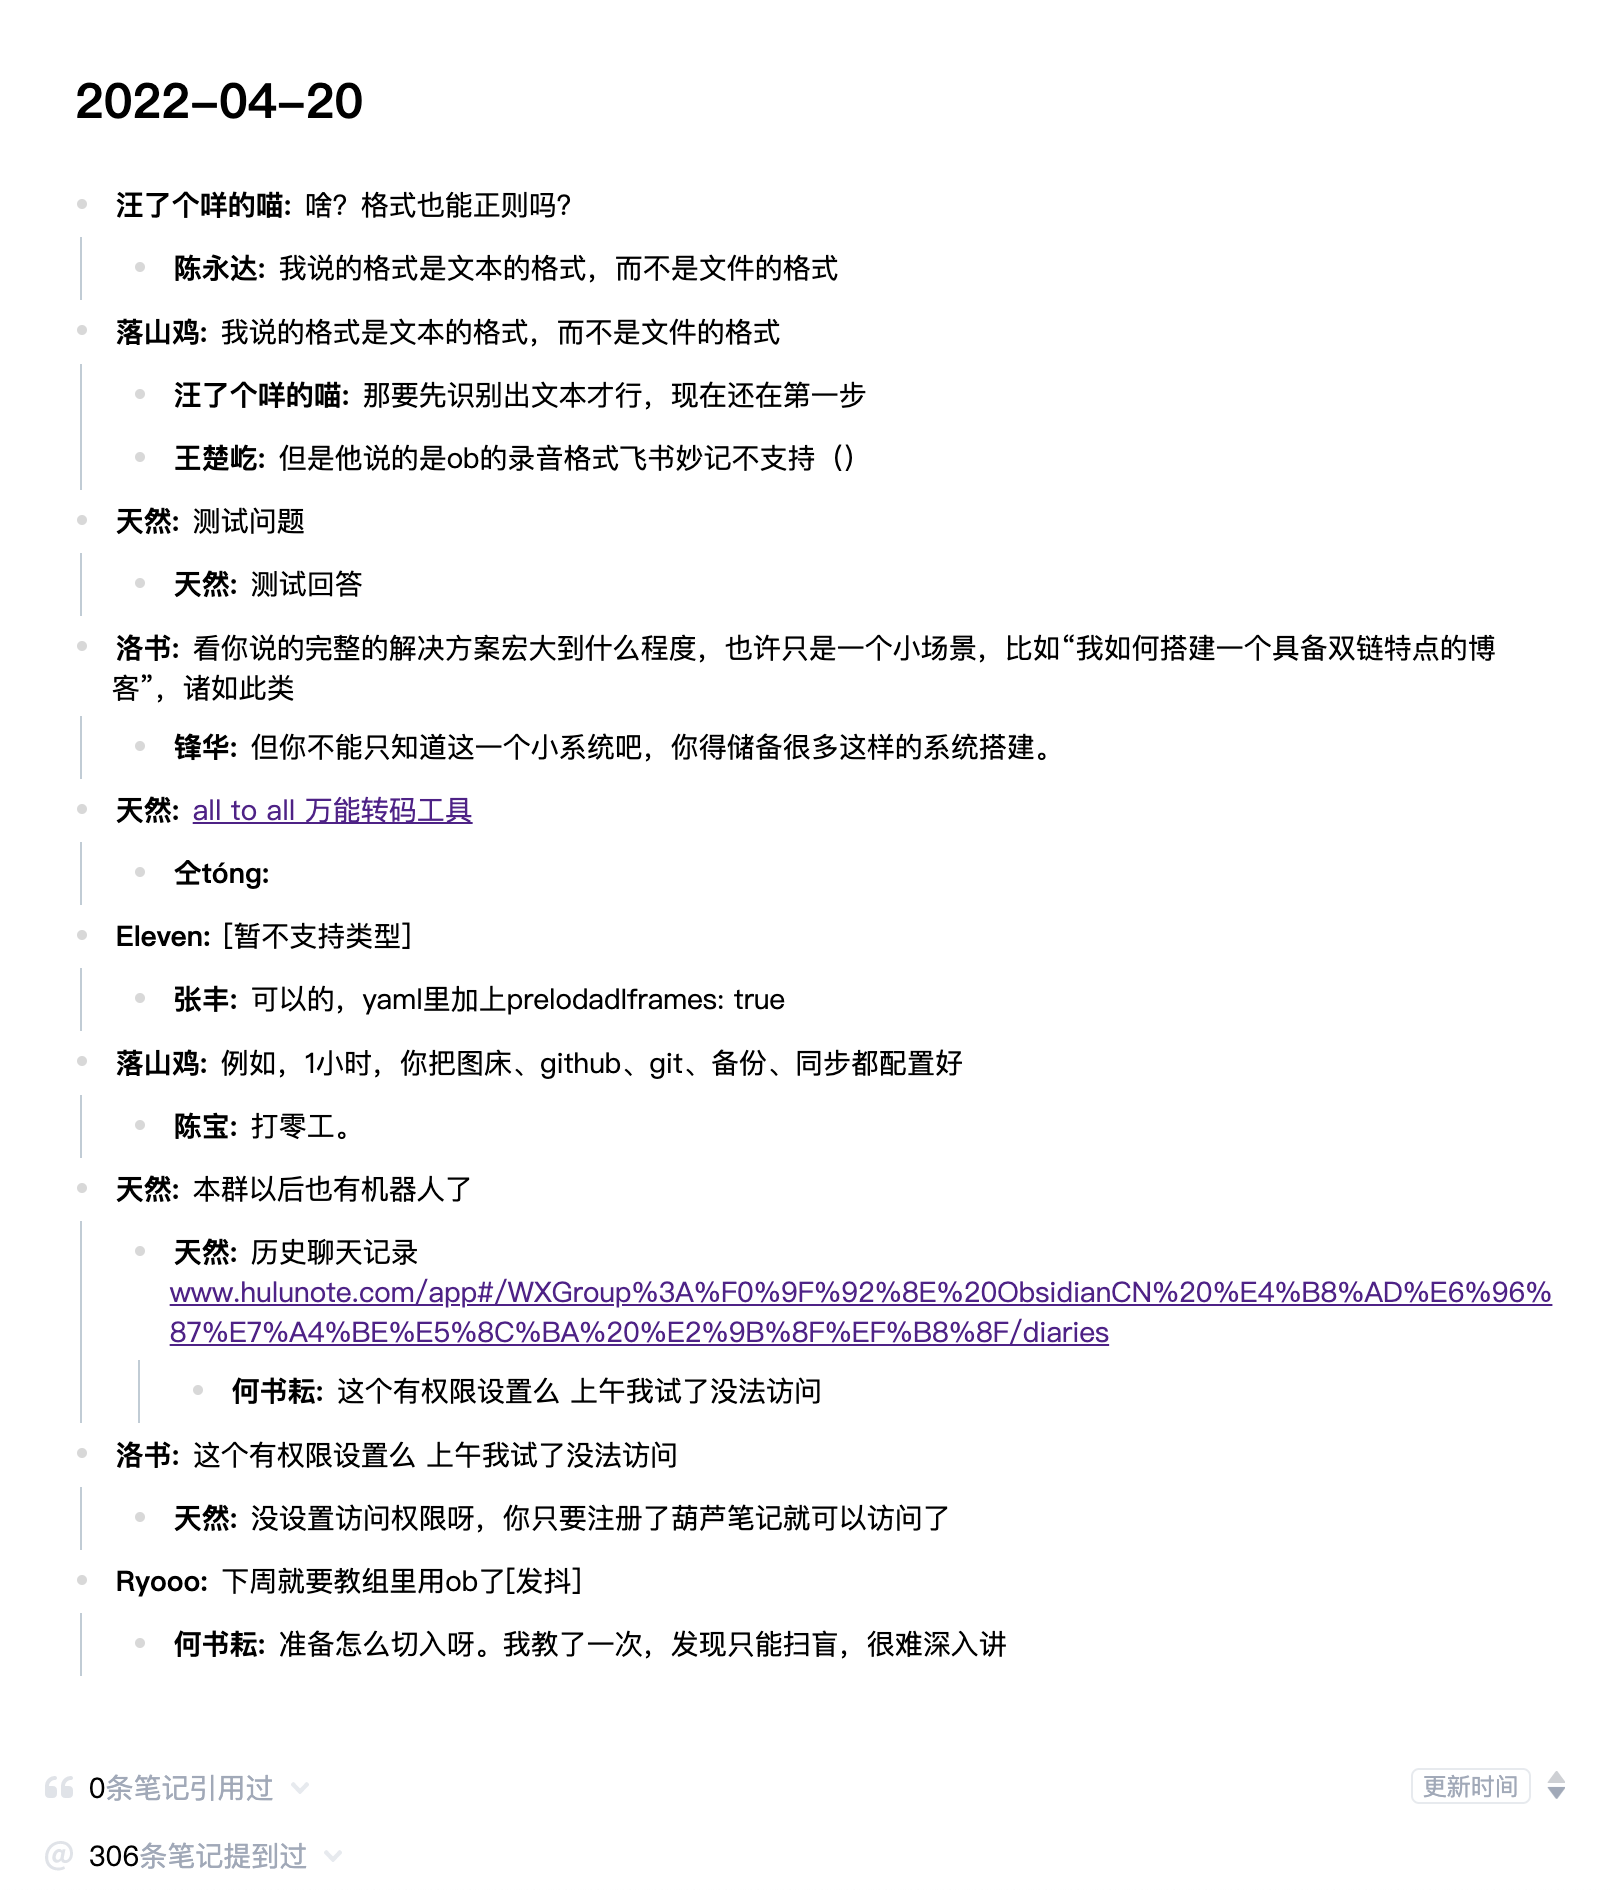 2022-04-20
汪了个咩的喵: 啥？格式也能正则吗？
陈永达: 我说的格式是文本的格式，而不是文件的格式
落山鸡: 我说的格式是文本的格式，而不是文件的格式
汪了个咩的喵: 那要先识别出文本才行，现在还在第一步
王楚屹: 但是他说的是ob的录音格式飞书妙记不支持（）
天然: 测试问题
天然: 测试回答
洛书: 看你说的完整的解决方案宏大到什么程度，也许只是一个小场景，比如“我如何搭建一个具备双链特点的博
客”，诸如此类
锋华: 但你不能只知道这一个小系统吧，你得储备很多这样的系统搭建。
天然: all to all 万能转码工具
仝tóng:
Eleven: [暂不支持类型]
张丰: 可以的，yaml里加上prelodadIframes: true
落山鸡: 例如，1小时，你把图床、github、git、备份、同步都配置好
陈宝: 打零工。
天然: 本群以后也有机器人了
天然: 历史聊天记录
www.hulunote.com/app#/WXGroup%3A%F0%9F%92%8E%20ObsidianCN%20%E4%B8%AD%E6%96%
87%E7%A4%BE%E5%8C%BA%20%E2%9B%8F%EF%B8%8F/diaries
何书耘: 这个有权限设置么 上午我试了没法访问
洛书: 这个有权限设置么 上午我试了没法访问
天然: 没设置访问权限呀，你只要注册了葫芦笔记就可以访问了
Ryooo: 下周就要教组里用ob了[发抖]
何书耘: 准备怎么切入呀。我教了一次，发现只能扫盲，很难深入讲
0条笔记引用过
更新时间
@ 306条笔记提到过